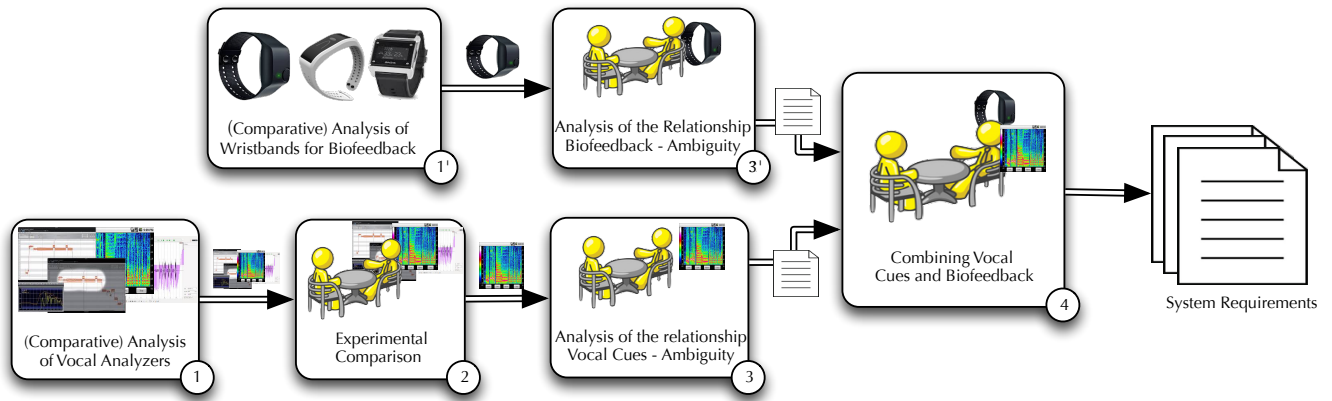 (Comparative) Analysis of
Wristbands for Biofeedback
1'
Analysis of the Relationship
Biofeedback - Ambiguity
3'
(Comparative) Analysis
of Vocal Analyzers
1
Experimental
Comparison
2
Analysis of the relationship
Vocal Cues - Ambiguity
3
Combining Vocal
Cues and Biofeedback
4
System Requirements